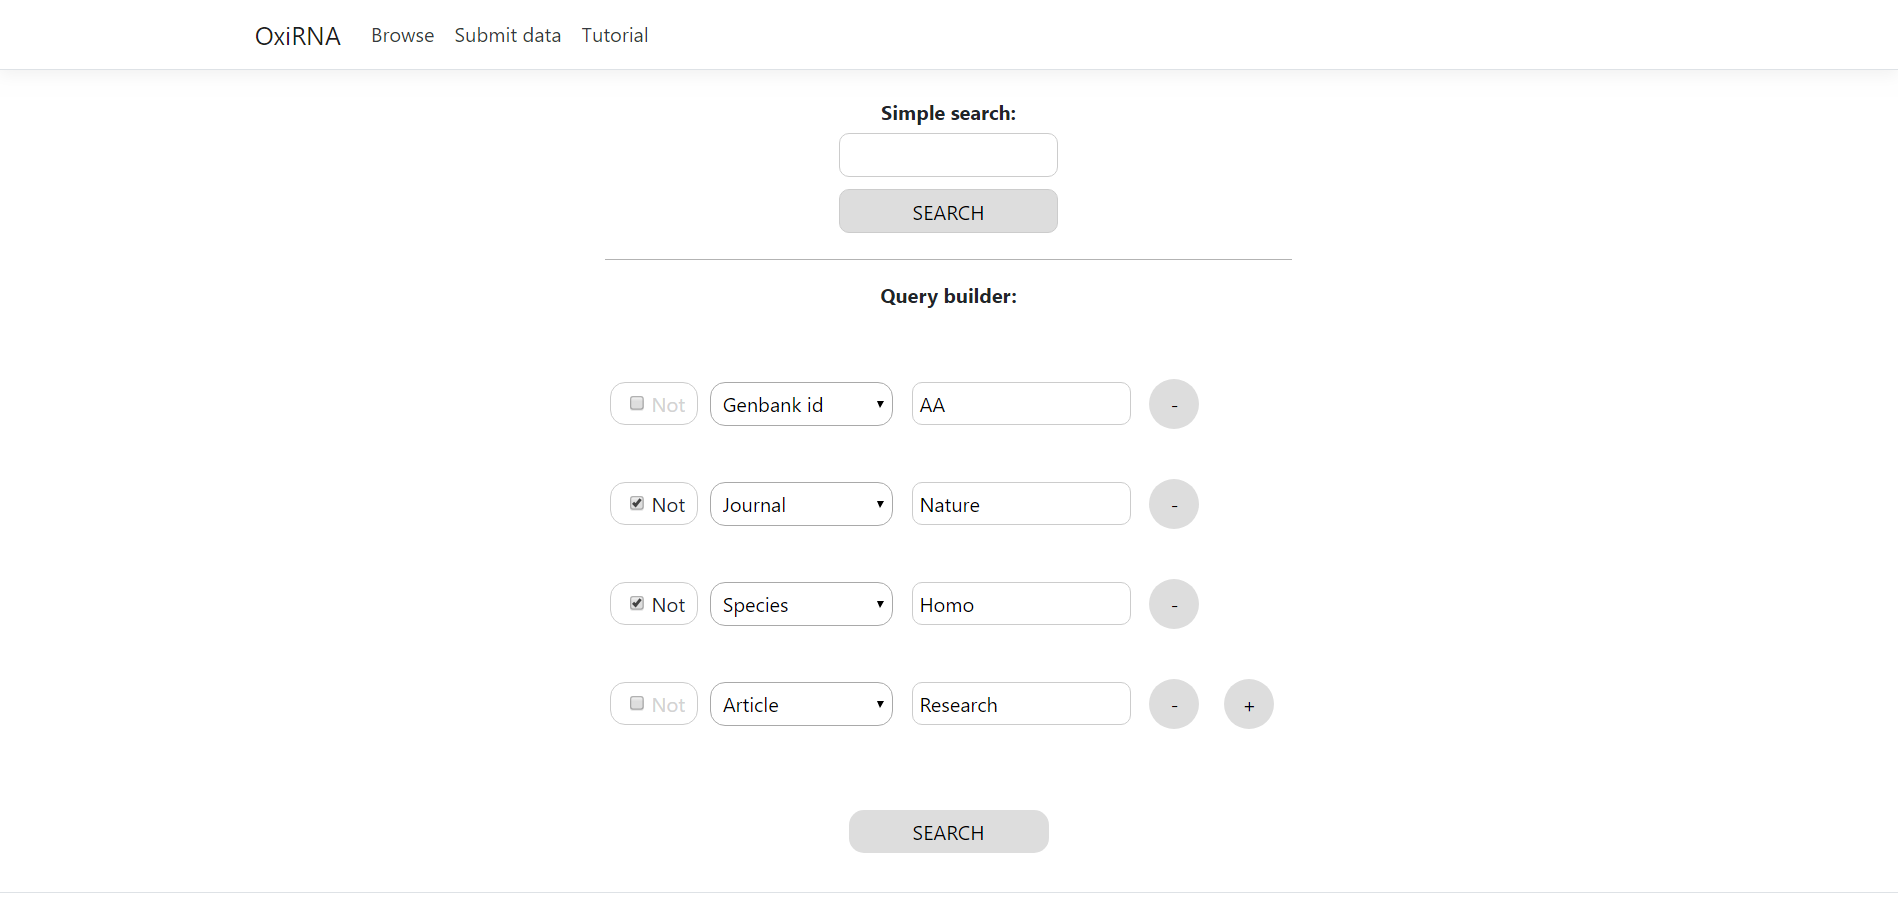 OxiRNA Browse Submit data Tutorial
Simple search:
SEARCH
Query builder:
Not Genbank id AA -
Not Journal Nature -
Not Species Homo -
Not Article Research - +
SEARCH